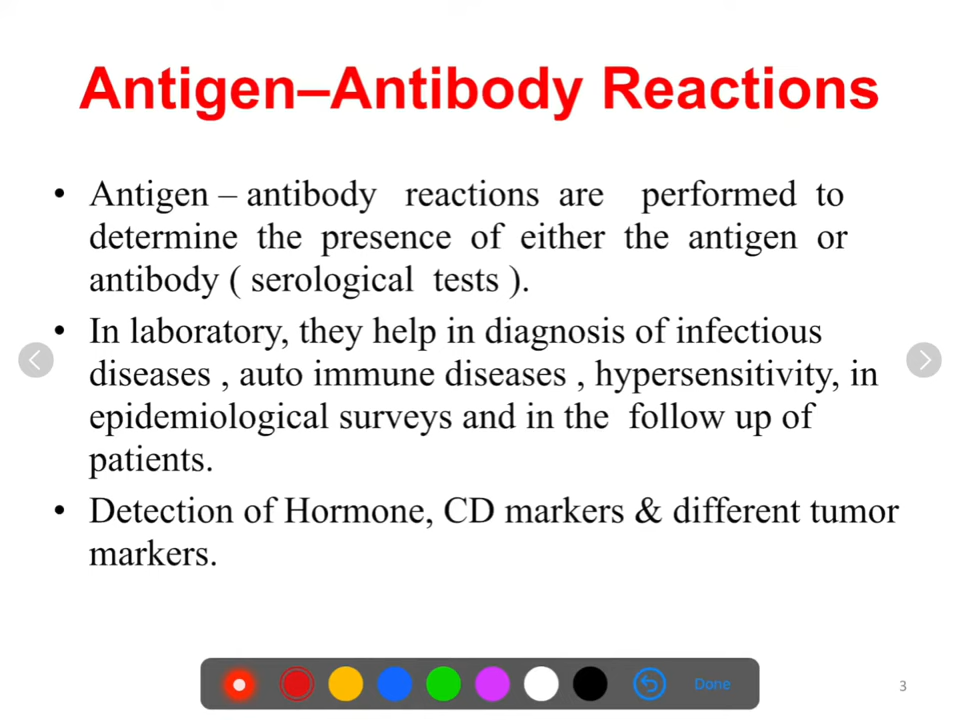 Antigen–Antibody Reactions
• Antigen – antibody reactions are performed to
determine the presence of either the antigen or
antibody ( serological tests ).
• In laboratory, they help in diagnosis of infectious
diseases , auto immune diseases , hypersensitivity, in
epidemiological surveys and in the follow up of
patients.
• Detection of Hormone, CD markers & different tumor
markers.
Done
3